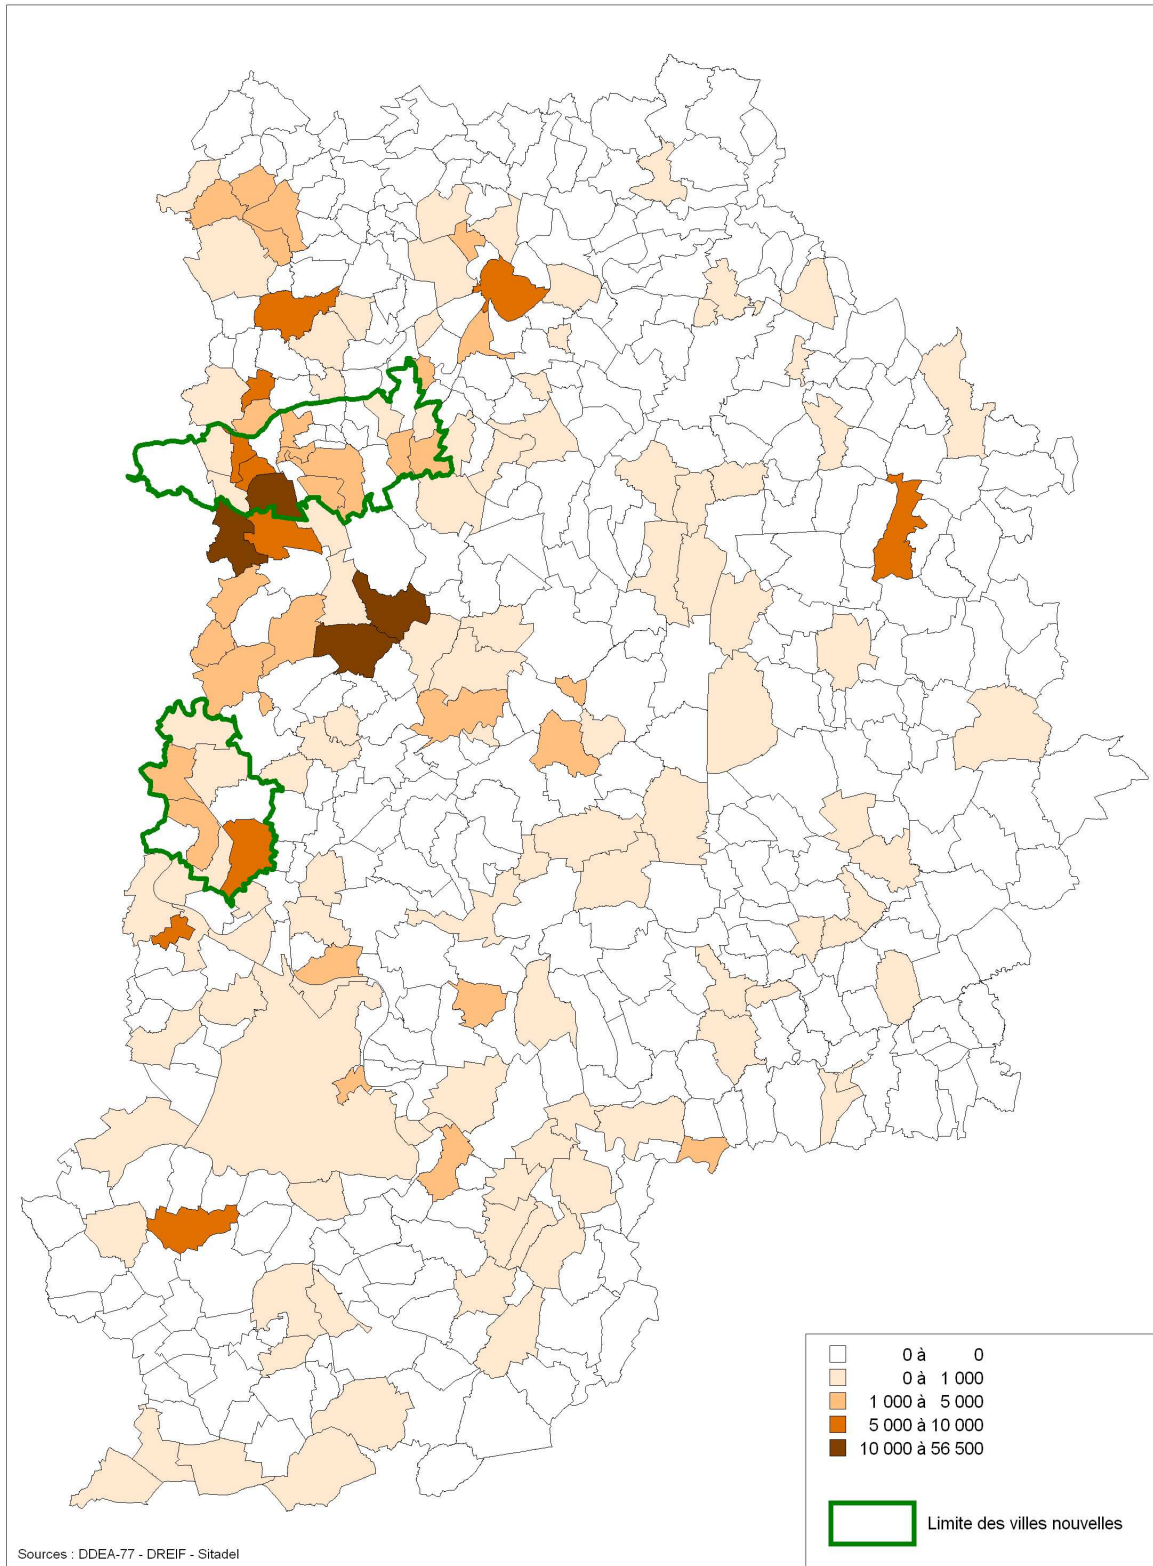 0 à 0
0 à 1 000
1 000 à 5 000
5 000 à 10 000
10 000 à 56 500
Limite des villes nouvelles
Sources : DDEA-77 - DREIF - Sitadel